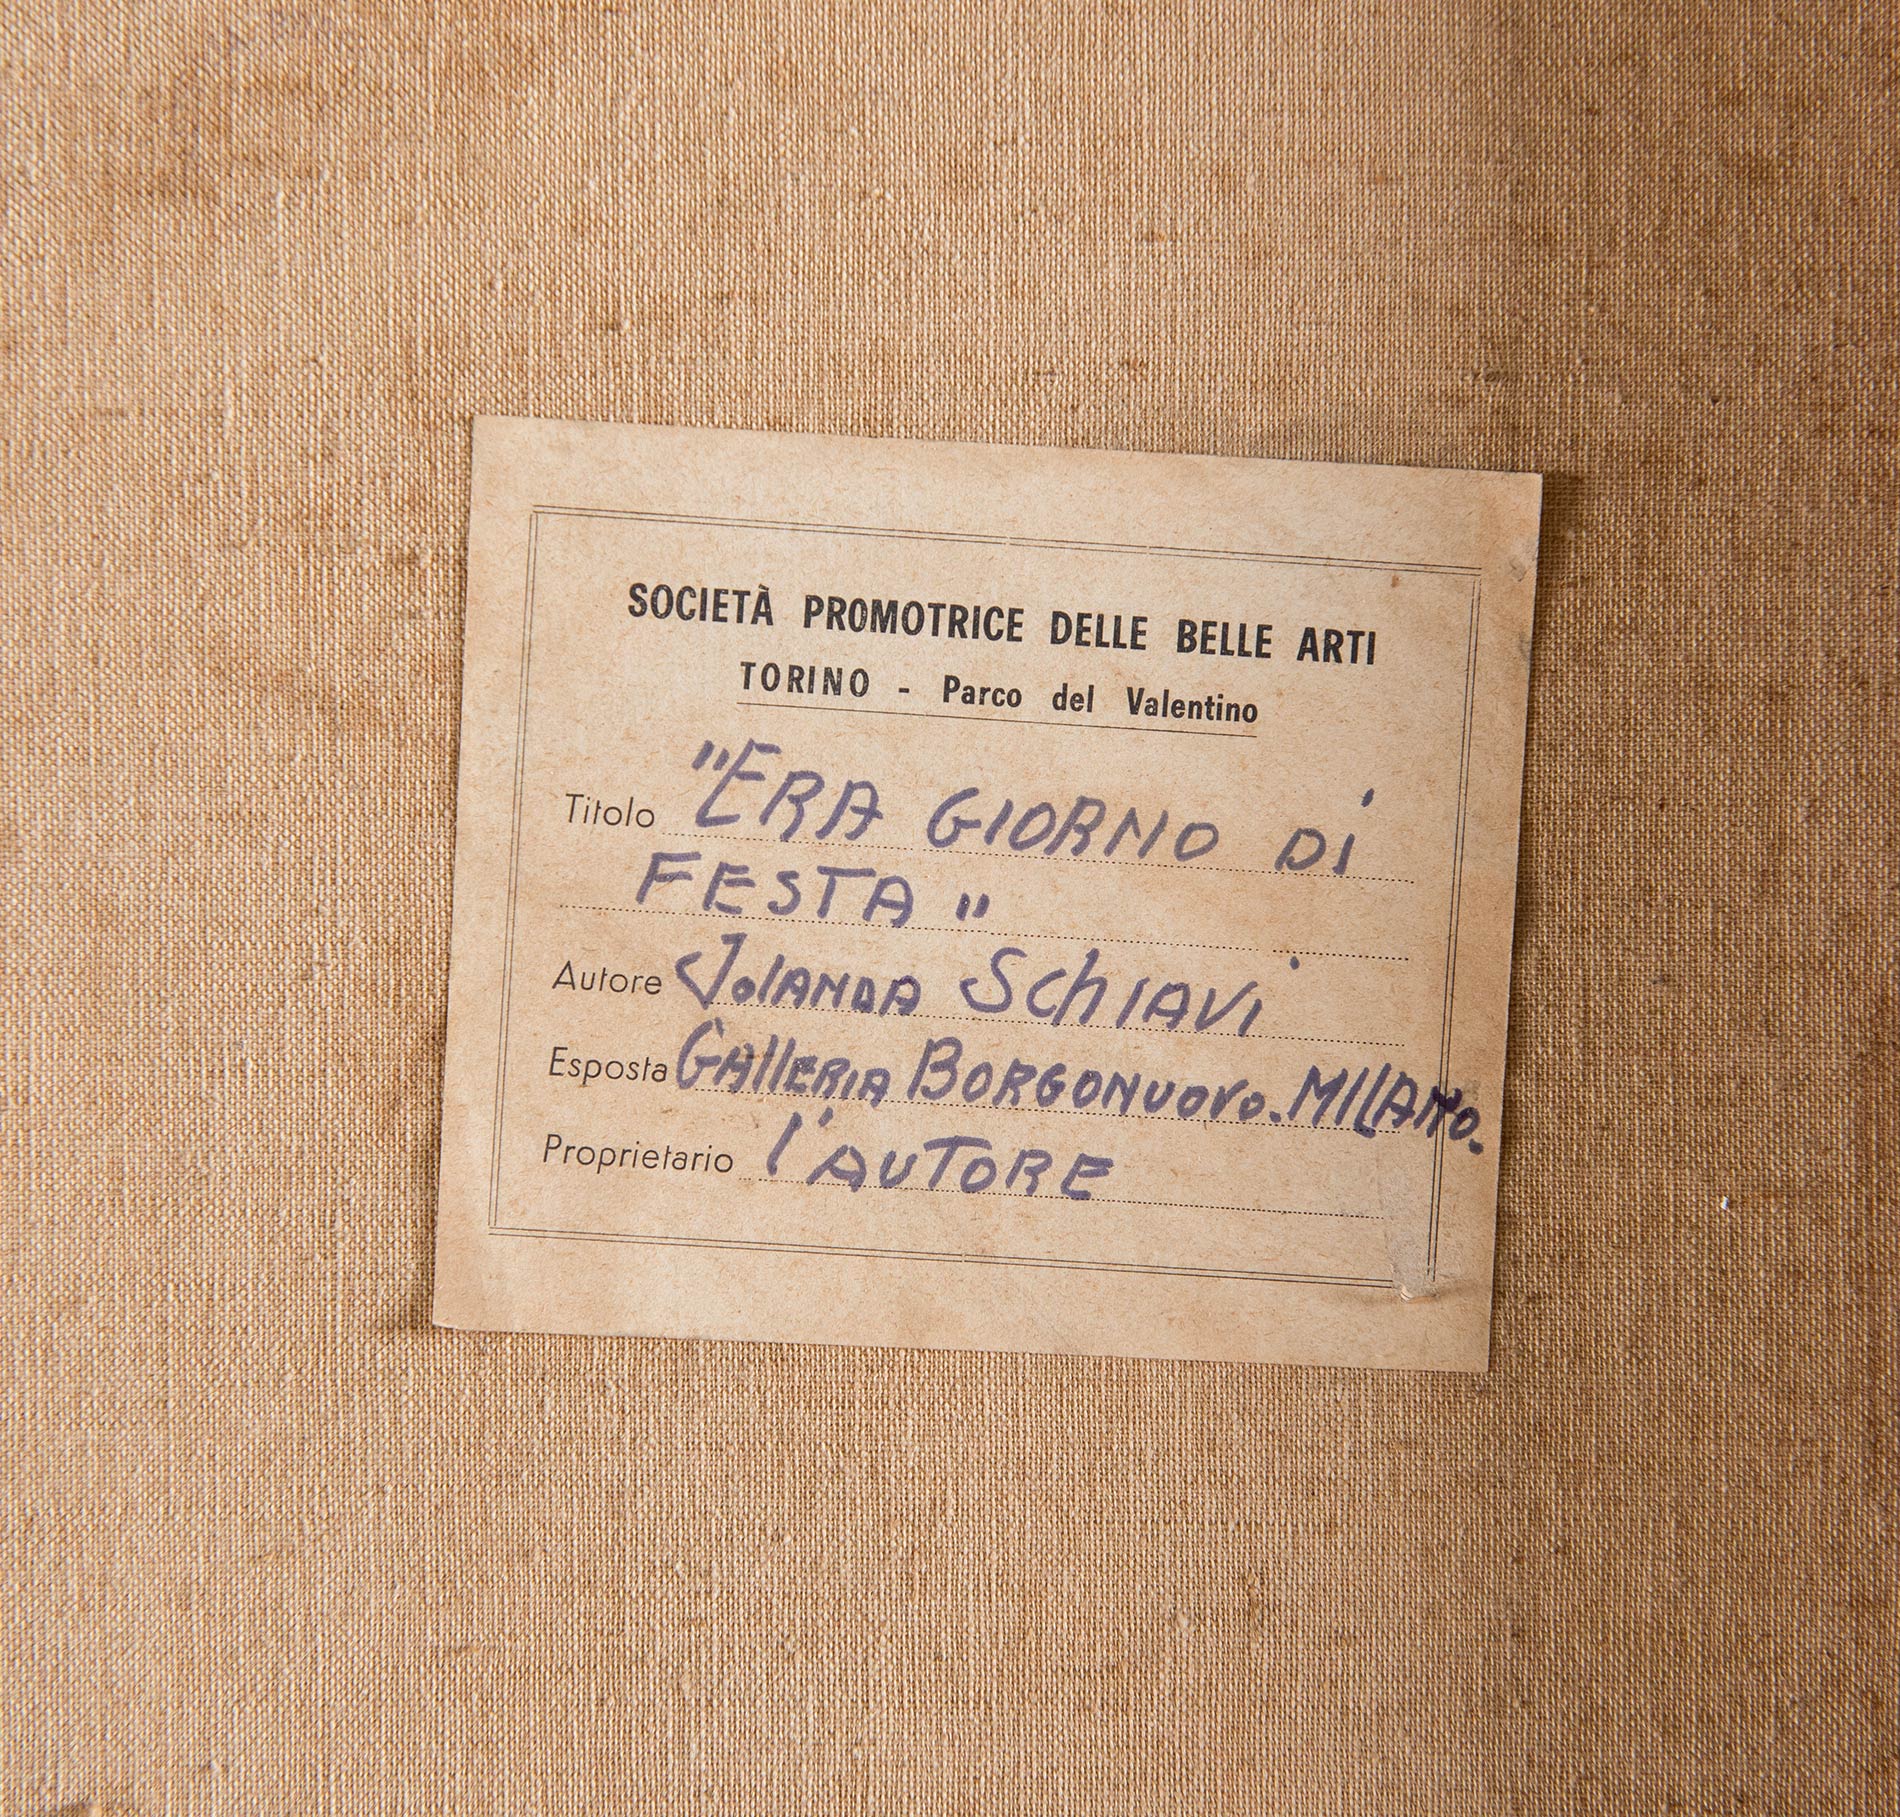 SOCIETÀ PROMOTRICE DELLE BELLE ARTI
TORINO - Parco del Valentino
Titolo "ERA GIORNO Di
FESTA"
Autore JolANDA SChIAVi
Esposta GAllERIA BORGONUOVO. MILANO.
Proprietario l'AUTORE